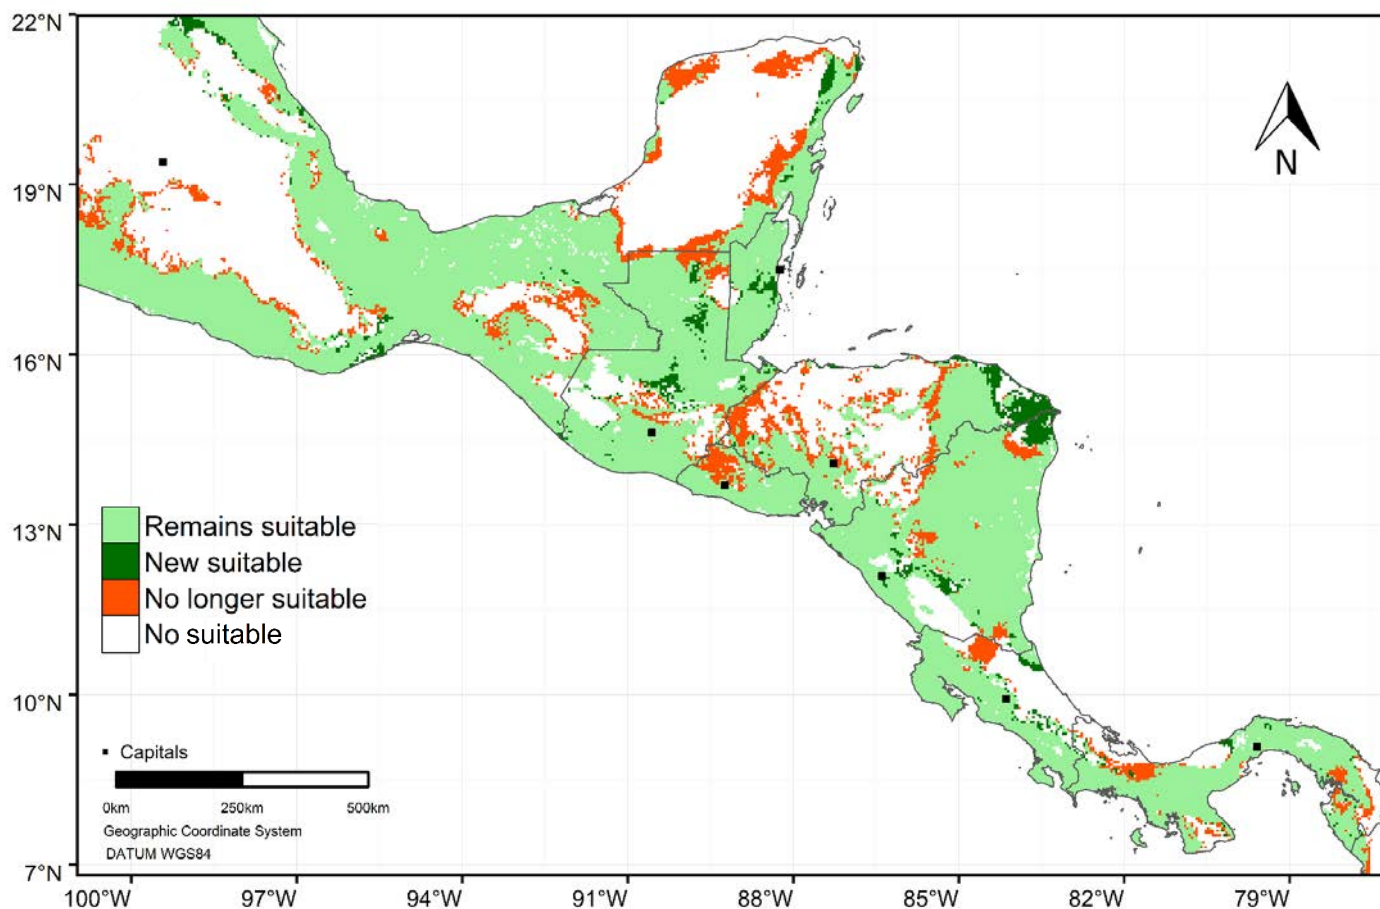 22°N
19°N
16°N
13°N
10°N
7°N
N
Remains suitable
New suitable
No longer suitable
No suitable
Capitals
0km 250km 500km
Geographic Coordinate System
DATUM WGS84
100°W 97°W 94°W 91°W 88°W 85°W 82°W 79°W